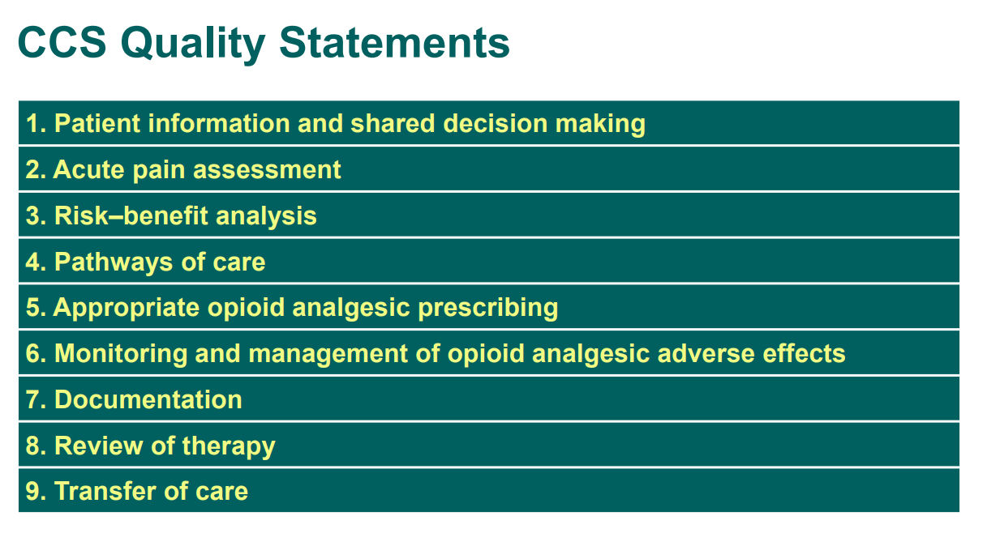 CCS Quality Statements
1. Patient information and shared decision making
2. Acute pain assessment
3. Risk–benefit analysis
4. Pathways of care
5. Appropriate opioid analgesic prescribing
6. Monitoring and management of opioid analgesic adverse effects
7. Documentation
8. Review of therapy
9. Transfer of care